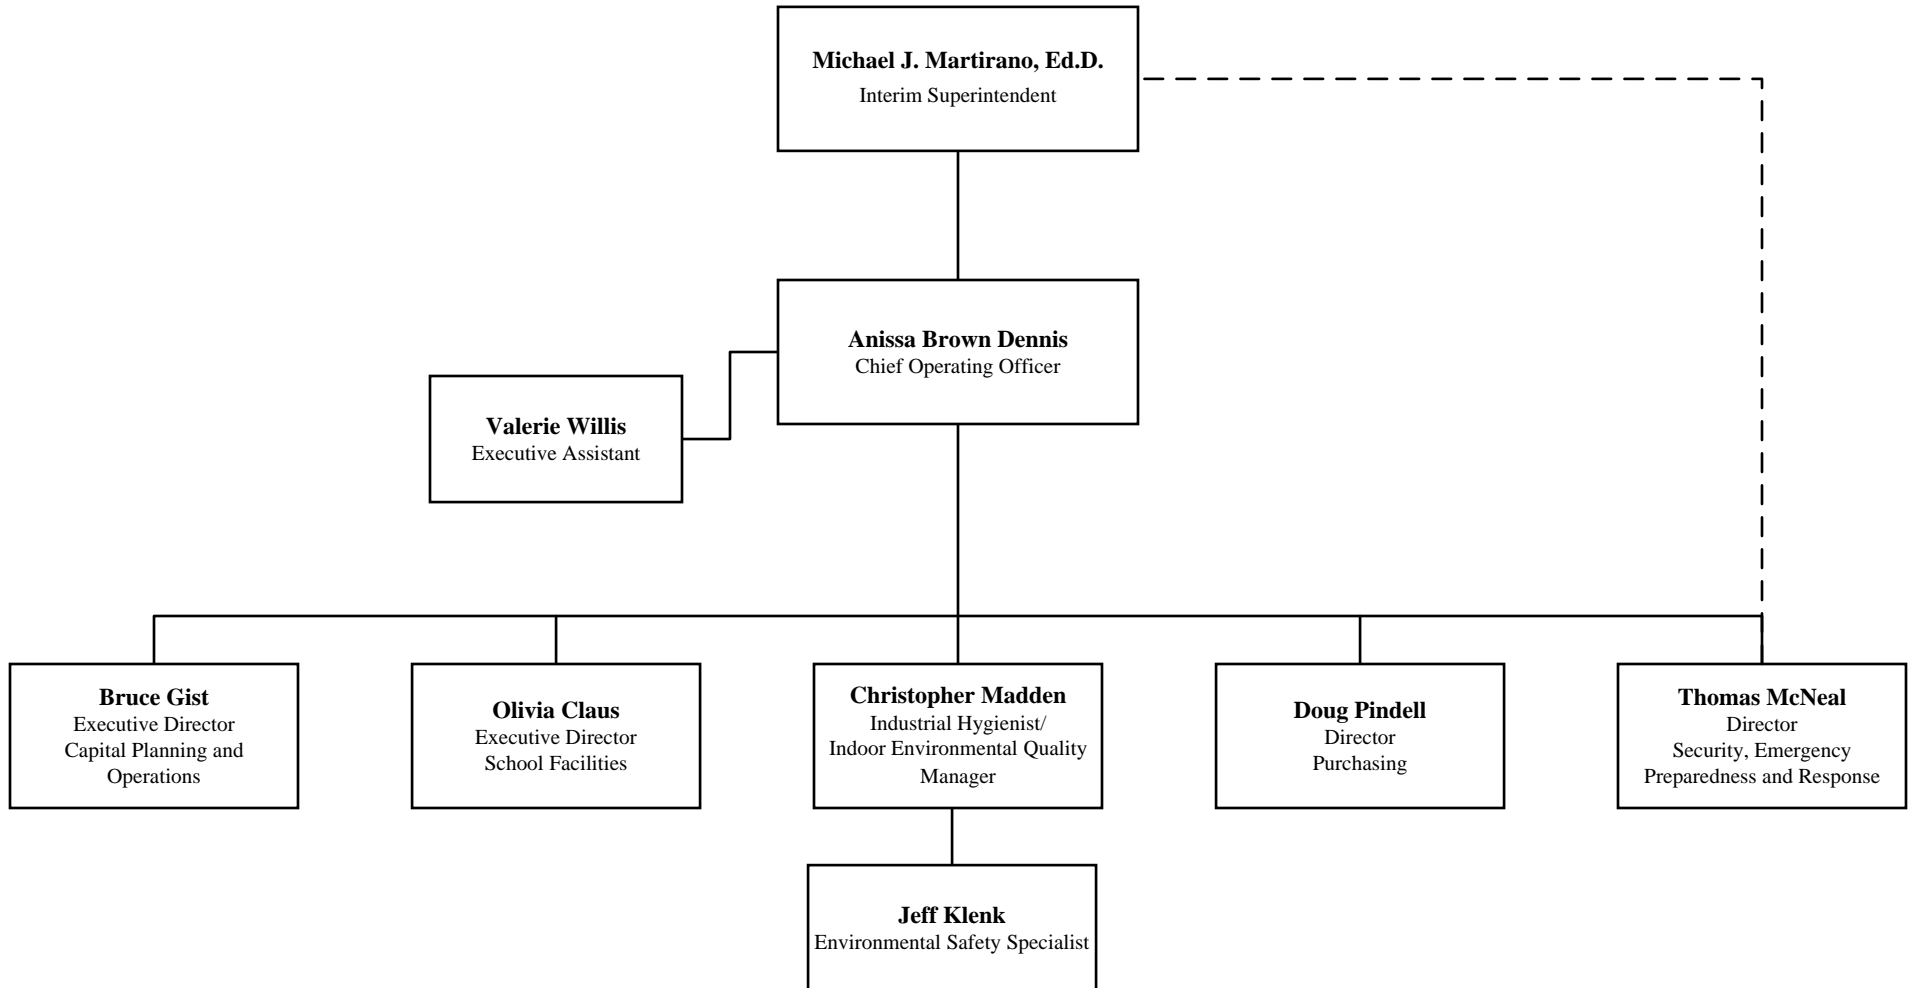 Michael J. Martirano, Ed.D.
Interim Superintendent
Anissa Brown Dennis
Chief Operating Officer
Valerie Willis
Executive Assistant
Bruce Gist
Executive Director
Capital Planning and
Operations
Olivia Claus
Executive Director
School Facilities
Christopher Madden
Industrial Hygienist/
Indoor Environmental Quality
Manager
Doug Pindell
Director
Purchasing
Thomas McNeal
Director
Security, Emergency
Preparedness and Response
Jeff Klenk
Environmental Safety Specialist